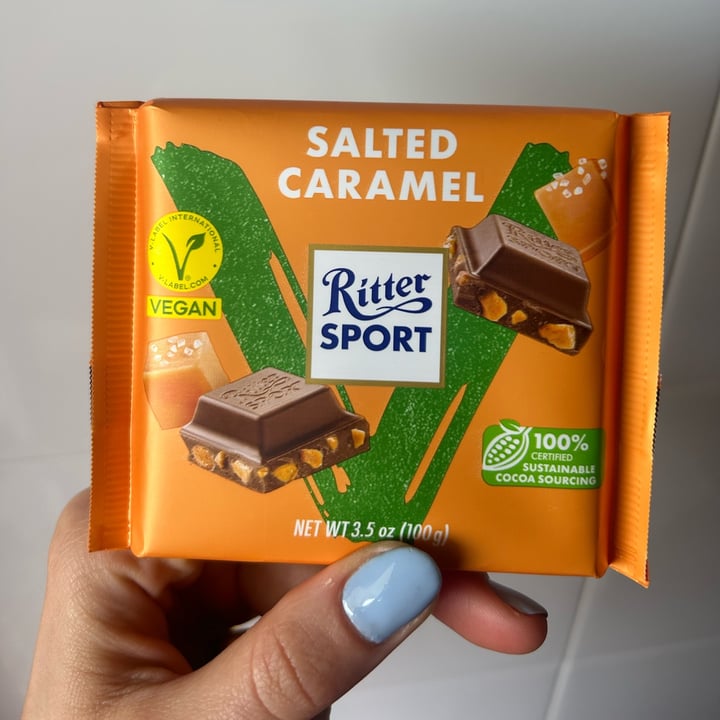 SALTED
CARAMEL
V-LABEL INTERNATIONAL
V-LABEL.COM
VEGAN
Ritter
SPORT
100%
CERTIFIED
SUSTAINABLE
COCOA SOURCING
NET WT 3.5 oz (100g)